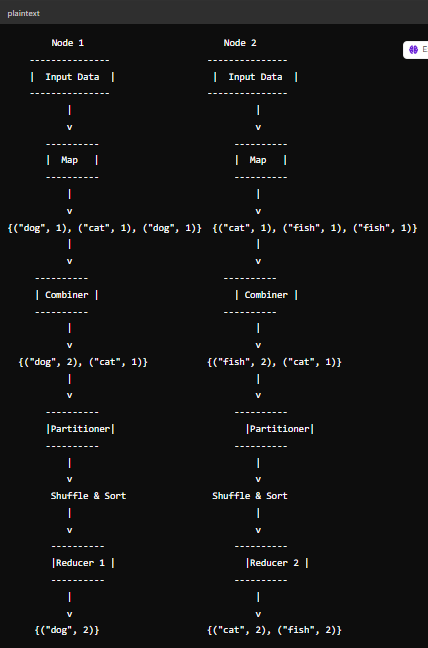 plaintext
Node 1 Node 2
--------------- ---------------
| Input Data | | Input Data |
--------------- ---------------
| |
v v
---------- ----------
| Map | | Map |
---------- ----------
| |
v v
{("dog", 1), ("cat", 1), ("dog", 1)} {("cat", 1), ("fish", 1), ("fish", 1)}
| |
v v
---------- ----------
| Combiner | | Combiner |
---------- ----------
| |
v v
{("dog", 2), ("cat", 1)} {("fish", 2), ("cat", 1)}
| |
v v
---------- ----------
|Partitioner| |Partitioner|
---------- ----------
| |
v v
Shuffle & Sort Shuffle & Sort
| |
v v
---------- ----------
|Reducer 1 | |Reducer 2 |
---------- ----------
| |
v v
{("dog", 2)} {("cat", 2), ("fish", 2)}